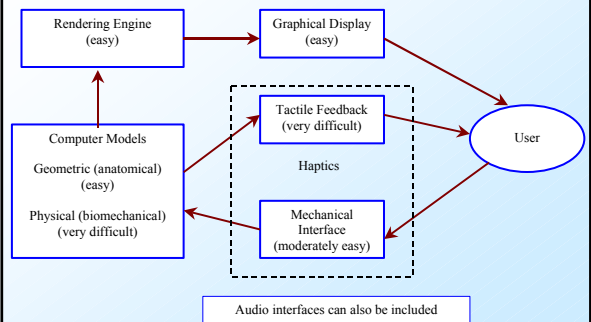 Rendering Engine
(easy)
Graphical Display
(easy)
Tactile Feedback
(very difficult)
User
Computer Models
Geometric (anatomical)
(easy)
Physical (biomechanical)
(very difficult)
Haptics
Mechanical
Interface
(moderately easy)
Audio interfaces can also be included